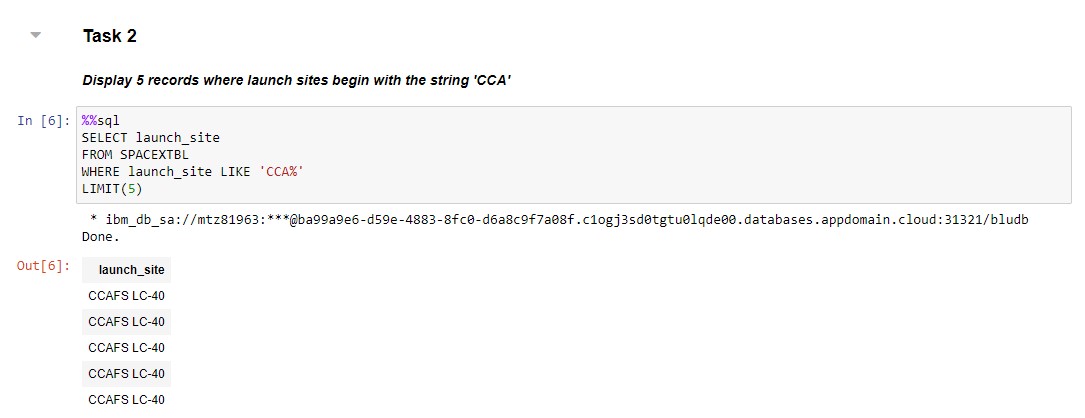 Task 2
Display 5 records where launch sites begin with the string 'CCA'
In [6]: %%sql
SELECT launch_site
FROM SPACEXTBL
WHERE launch_site LIKE 'CCA%'
LIMIT(5)
* ibm_db_sa://mtz81963:***@ba99a9e6-d59e-4883-8fc0-d6a8c9f7a08f.c1ogj3sd0tgtu0lqde00.databases.appdomain.cloud:31321/bludb
Done.
Out[6]: launch_site
CCAFS LC-40
CCAFS LC-40
CCAFS LC-40
CCAFS LC-40
CCAFS LC-40